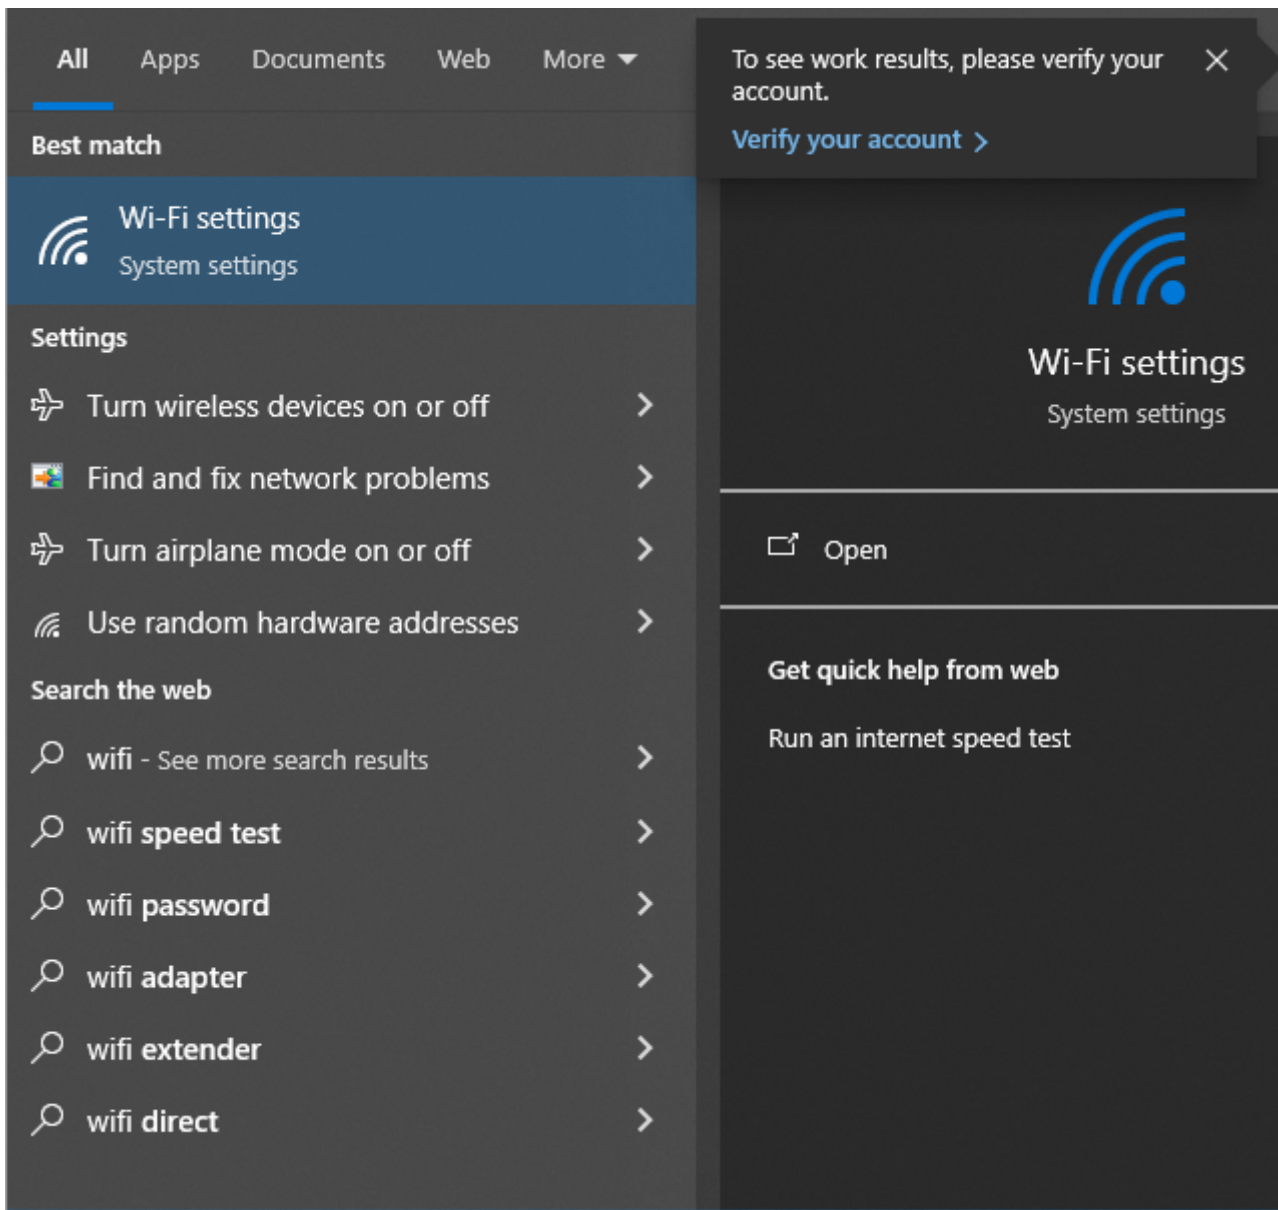 All Apps Documents Web More
Best match
Wi-Fi settings
System settings
Settings
Turn wireless devices on or off
Find and fix network problems
Turn airplane mode on or off
Use random hardware addresses
Search the web
wifi - See more search results
wifi speed test
wifi password
wifi adapter
wifi extender
wifi direct
To see work results, please verify your
account.
Verify your account
Wi-Fi settings
System settings
Open
Get quick help from web
Run an internet speed test